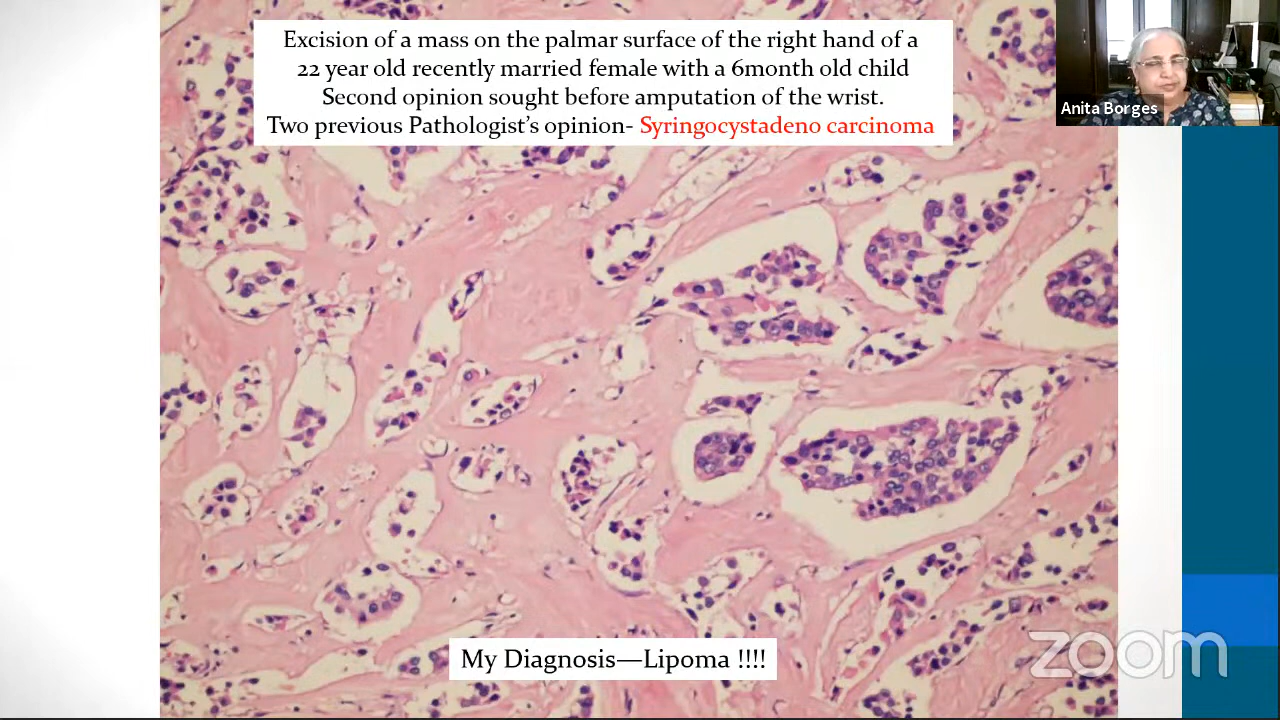 Excision of a mass on the palmar surface of the right hand of a
22 year old recently married female with a 6month old child
Second opinion sought before amputation of the wrist.
Two previous Pathologist's opinion- Syringocystadeno carcinoma
Anita Borges
My Diagnosis—Lipoma !!!!
zoom